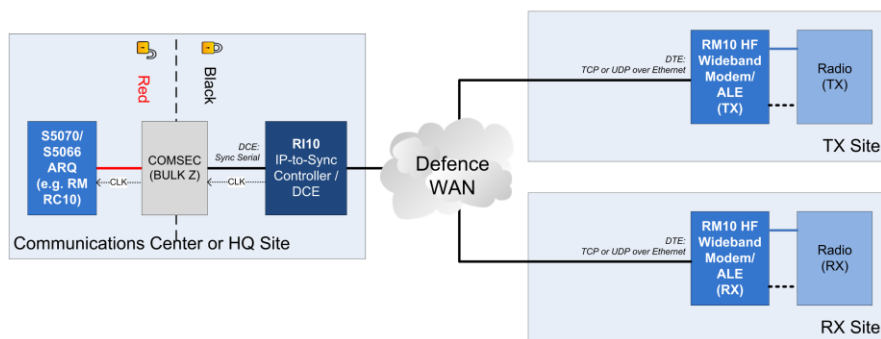 Red
Black
S5070/
S5066
ARQ
(e.g. RM
RC10)
CLK
COMSEC
(BULK Z)
DCE:
Sync Serial
CLK
RI10
IP-to-Sync
Controller /
DCE
Communications Center or HQ Site
Defence
WAN
DTE:
TCP or UDP over Ethernet
RM10 HF
Wideband
Modem/
ALE
(TX)
Radio
(TX)
TX Site
DTE:
TCP or UDP over Ethernet
RM10 HF
Wideband
Modem/
ALE
(RX)
Radio
(RX)
RX Site